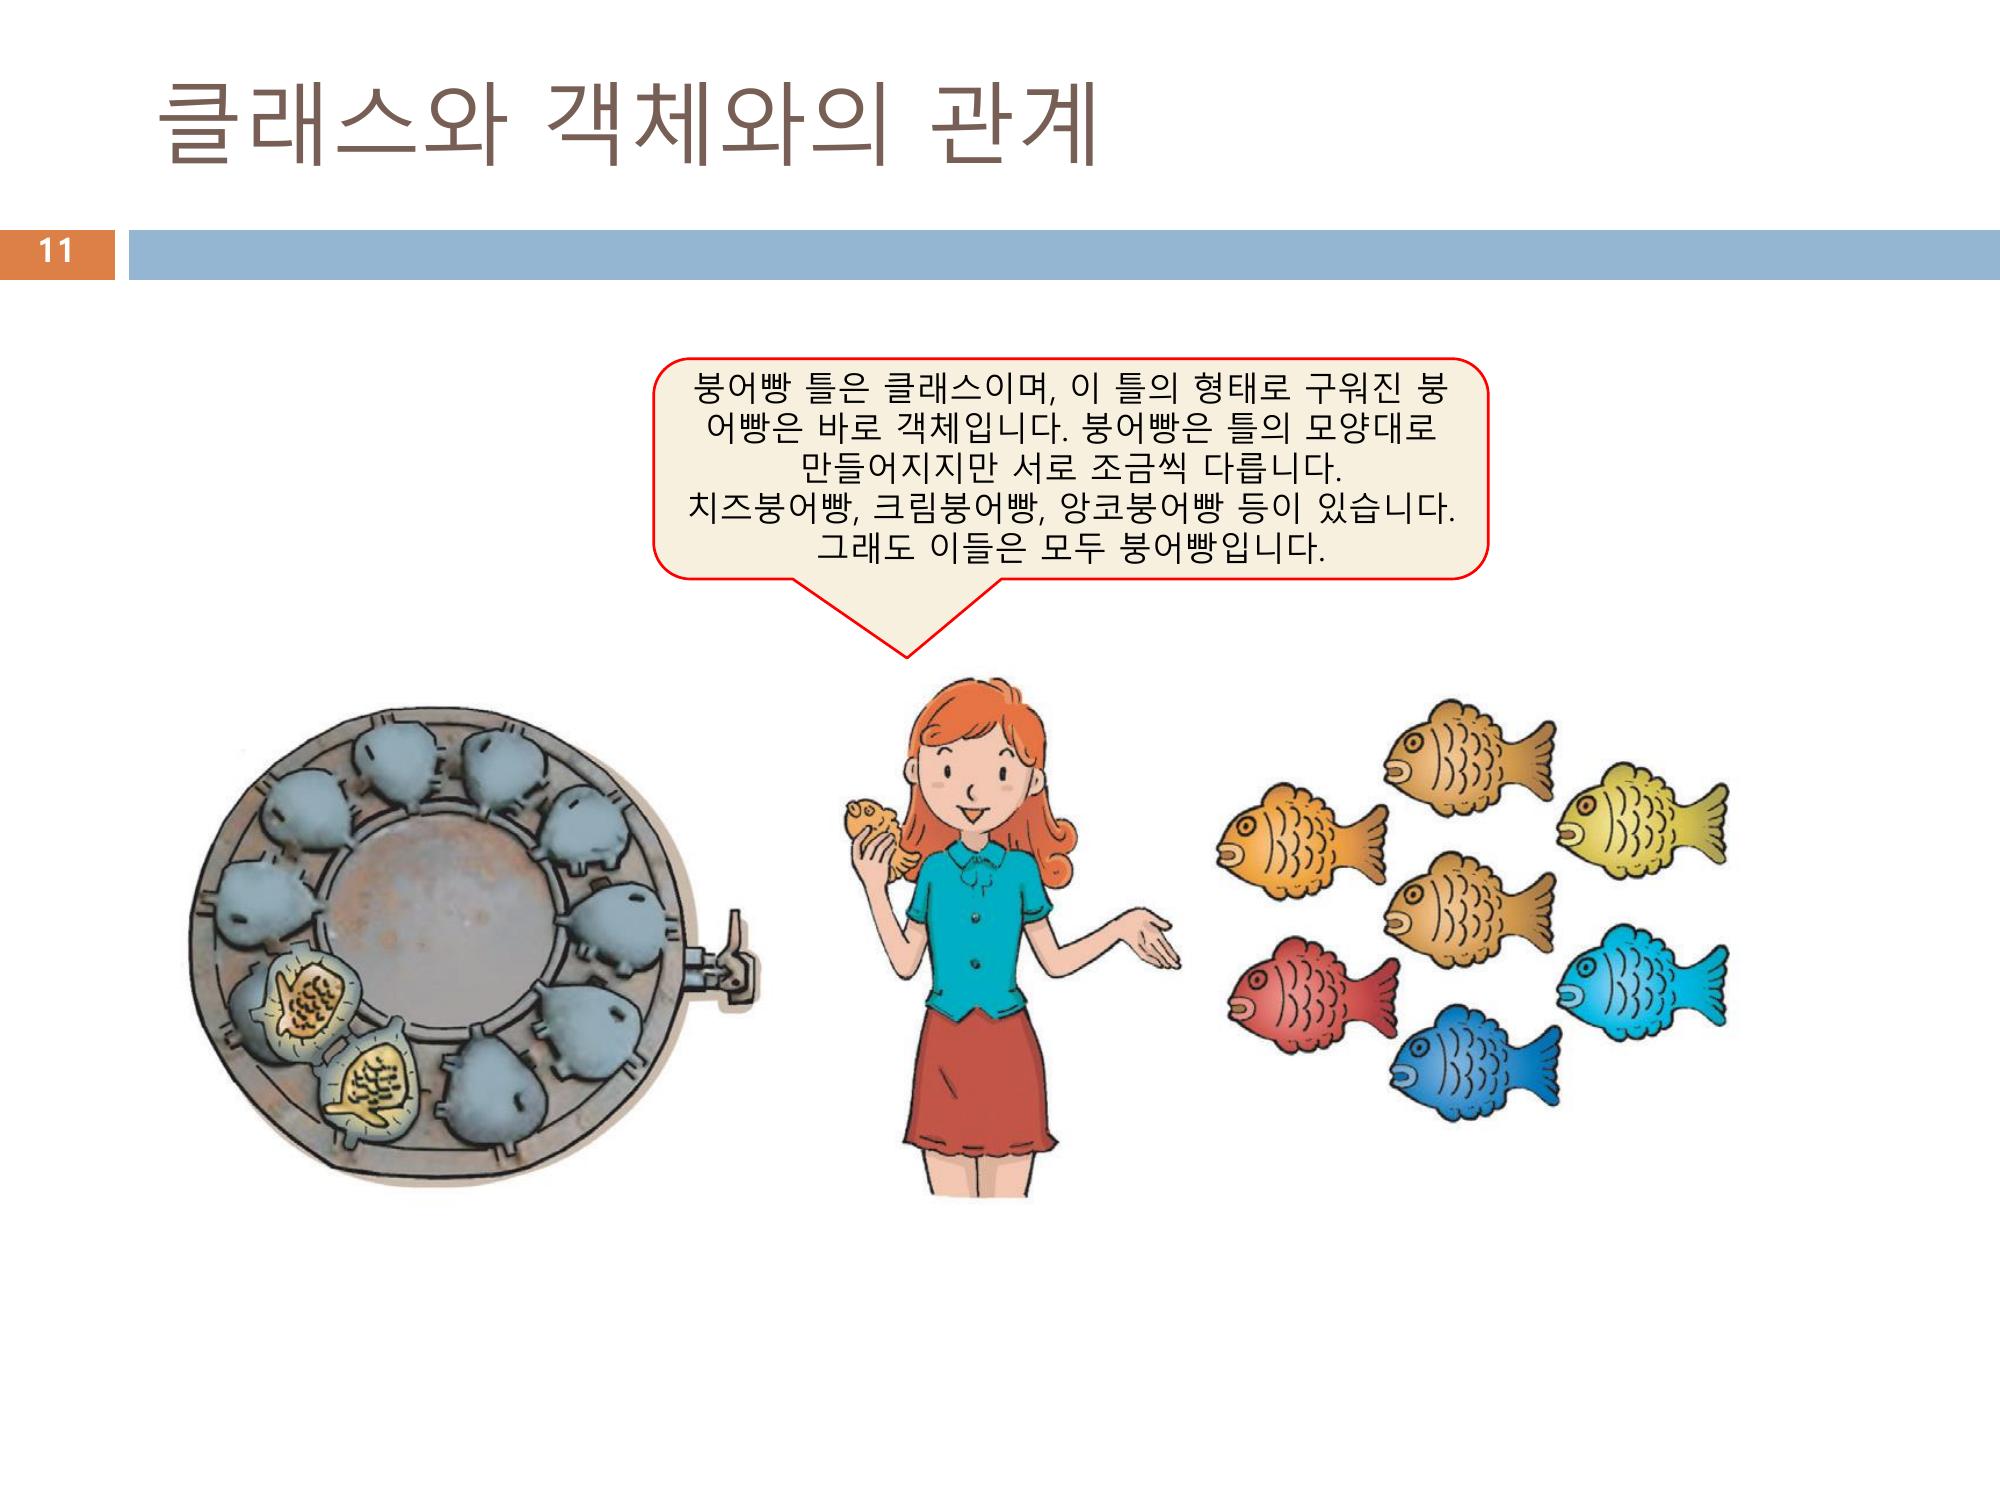 클래스와 객체와의 관계
11
붕어빵 틀은 클래스이며, 이 틀의 형태로 구워진 붕
어빵은 바로 객체입니다. 붕어빵은 틀의 모양대로
만들어지지만 서로 조금씩 다릅니다.
치즈붕어빵, 크림붕어빵, 앙코붕어빵 등이 있습니다.
그래도 이들은 모두 붕어빵입니다.